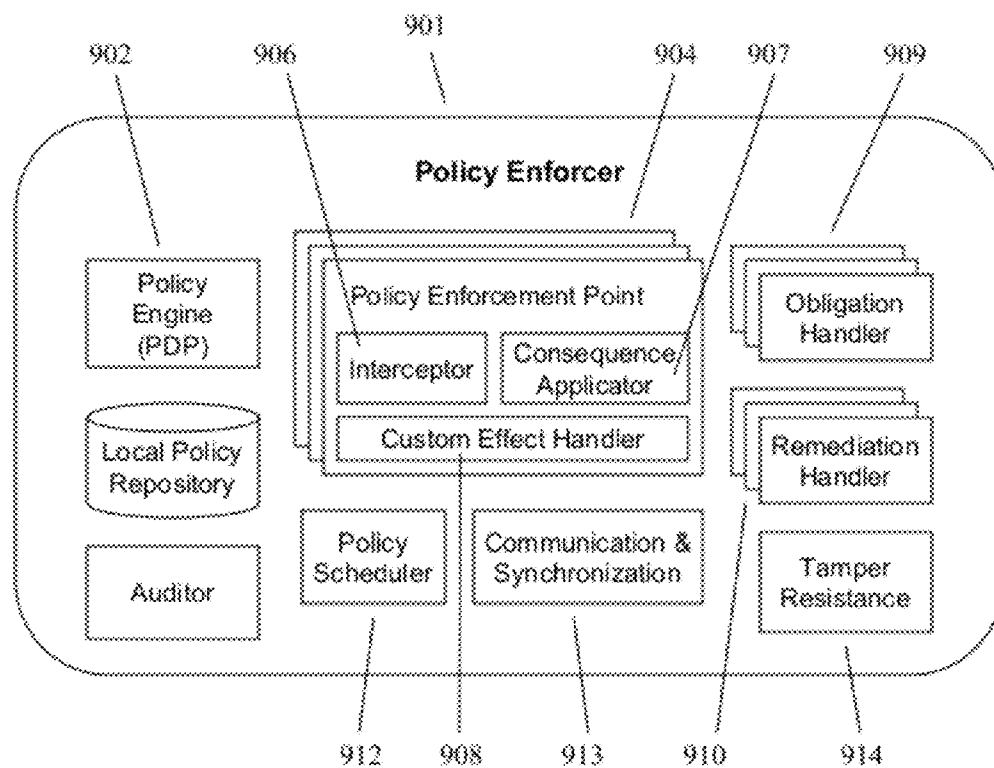 901
902
906
904
907
909
Policy Enforcer
Policy
Engine
(PDP)
Policy Enforcement Point
Interceptor
Consequence
Applicator
Custom Effect Handler
Obligation
Handler
Local Policy
Repository
Remediation
Handler
Auditor
Policy
Scheduler
Communication &
Synchronization
Tamper
Resistance
912
908
913
910
914